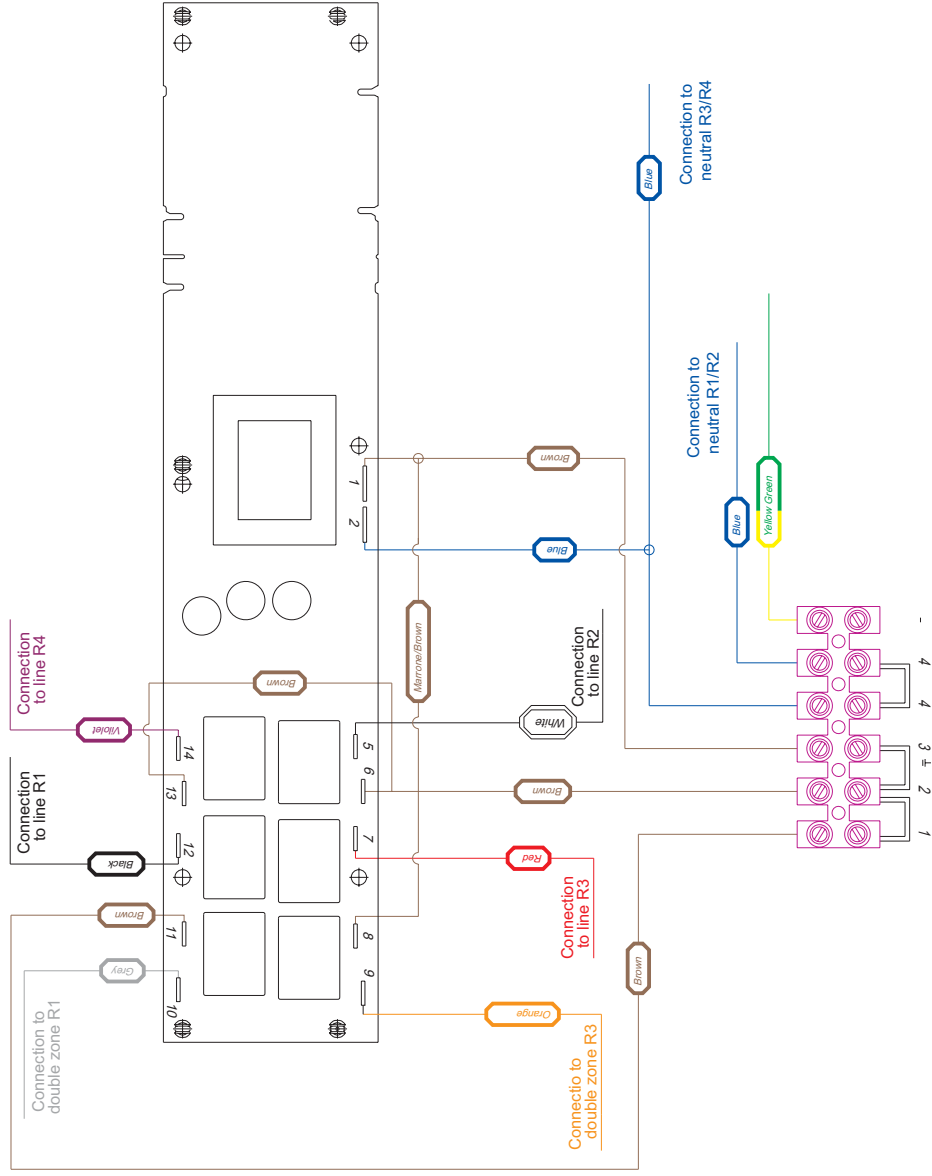 Connection to
neutral R3/R4
Blue
Connection to
neutral R1/R2
Blue
Yellow Green
Brown
1
2
Blue
Marrone/Brown
Connection
to line R4
Viiolet
Brown
Connection
to line R2
White
5
14
6
13
Brown
-
4
4
3
2
1
Connection
to line R1
Black
12
7
Red
Connection
to line R3
Brown
11
8
Brown
Grey
10
9
Orange
Connection to
double zone R1
Connectio to
double zone R3